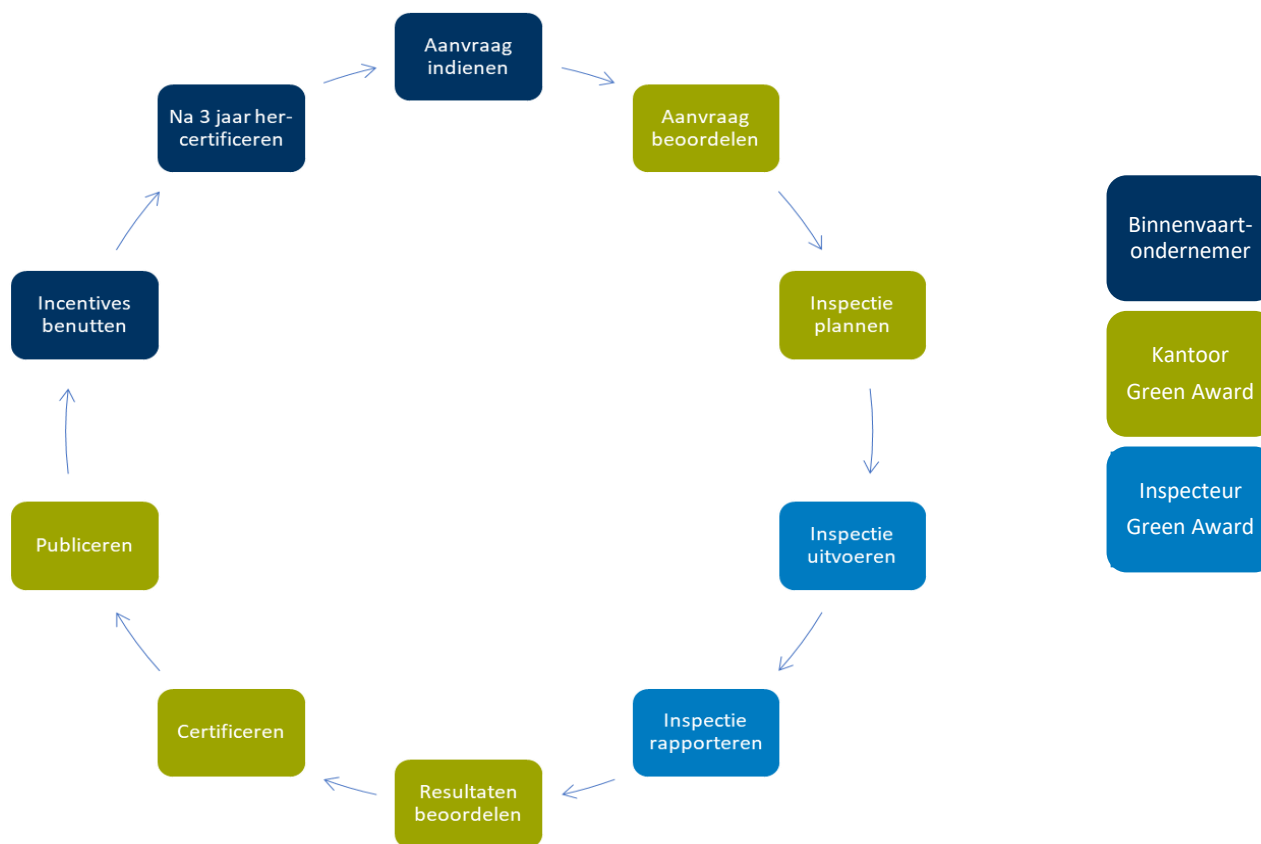 Aanvraag
indienen
Aanvraag
beoordelen
Inspectie
plannen
Inspectie
uitvoeren
Inspectie
rapporteren
Resultaten
beoordelen
Certificeren
Publiceren
Incentives
benutten
Na 3 jaar her-
certificeren
Binnenvaart-
ondernemer
Kantoor
Green Award
Inspecteur
Green Award